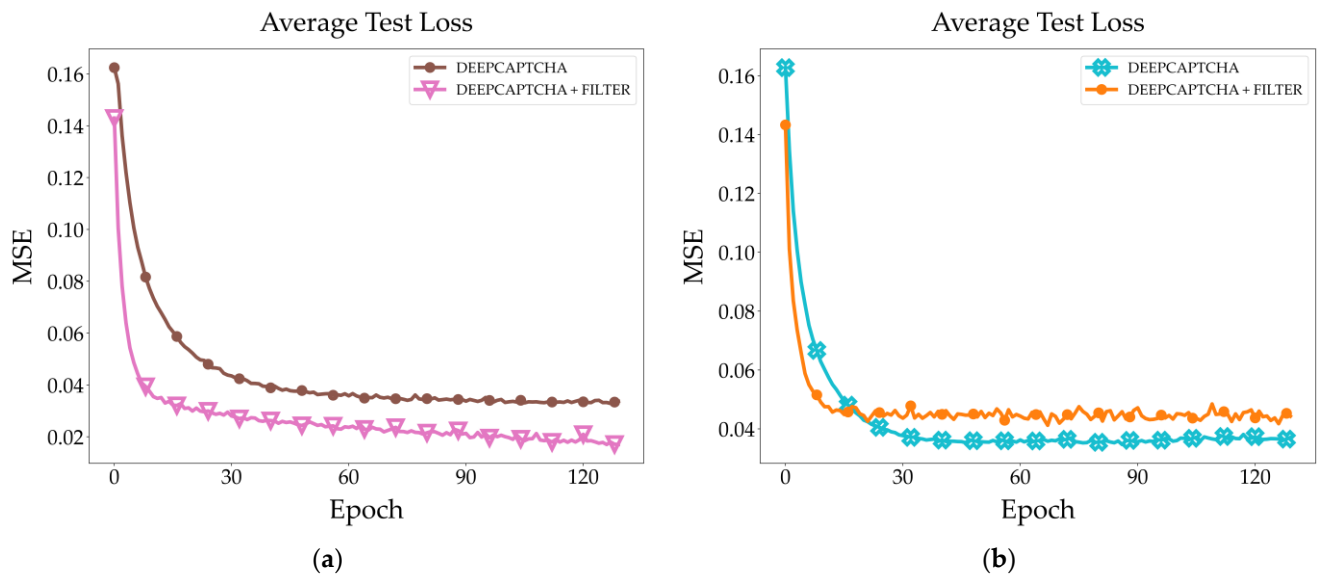 Average Test Loss
DEEPCAPTCHA
DEEPCAPTCHA + FILTER
0.16
0.14
0.12
0.10
0.08
0.06
0.04
0.02
MSE
0
30
60
90
120
Epoch
(a)
Average Test Loss
DEEPCAPTCHA
DEEPCAPTCHA + FILTER
0.16
0.14
0.12
0.10
0.08
0.06
0.04
MSE
0
30
60
90
120
Epoch
(b)